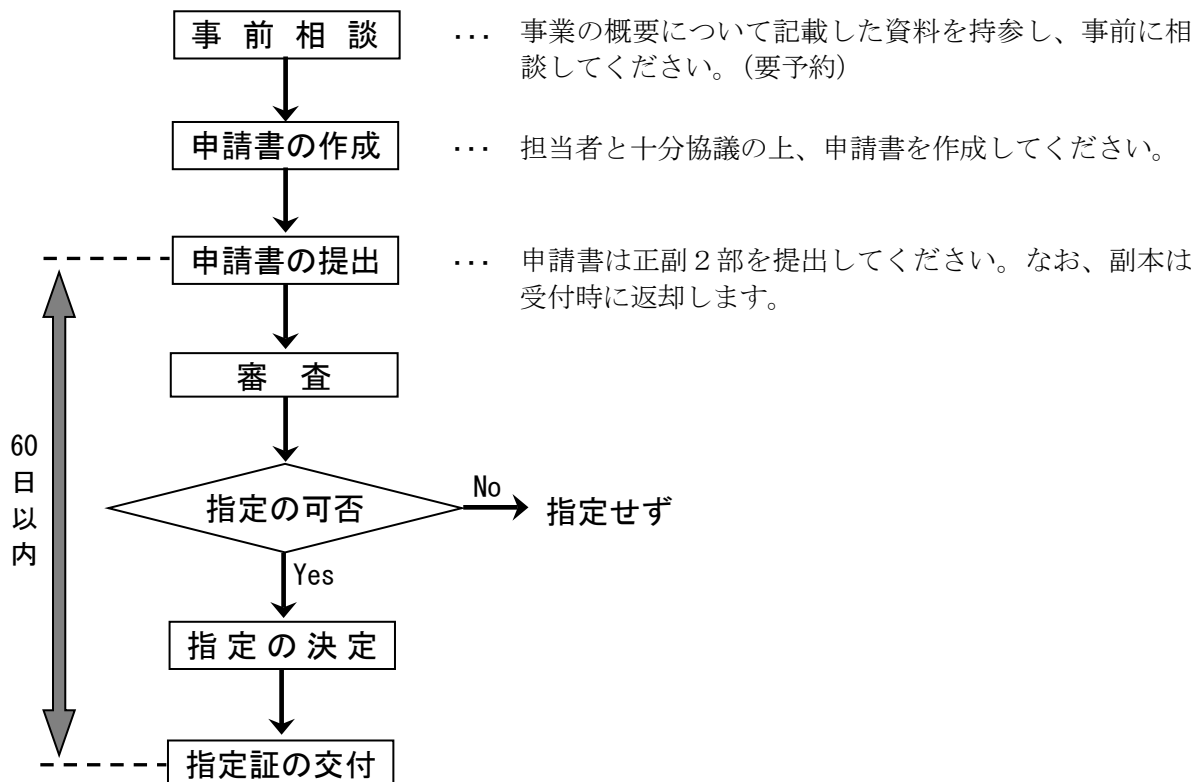 事前相談
… 事業の概要について記載した資料を持参し、事前に相
談してください。(要予約)
申請書の作成
… 担当者と十分協議の上、申請書を作成してください。
申請書の提出
… 申請書は正副２部を提出してください。なお、副本は
受付時に返却します。
審査
60
日
以
内
指定の可否
No
指定せず
Yes
指定の決定
指定証の交付